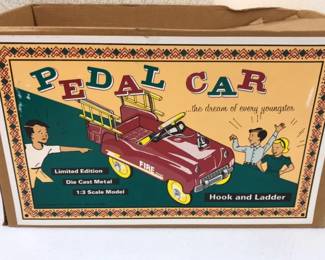 PEDAL CAR
...the dream of every youngster
FIRE
Limited Edition
Die Cast Metal
1:3 Scale Model
Hook and Ladder